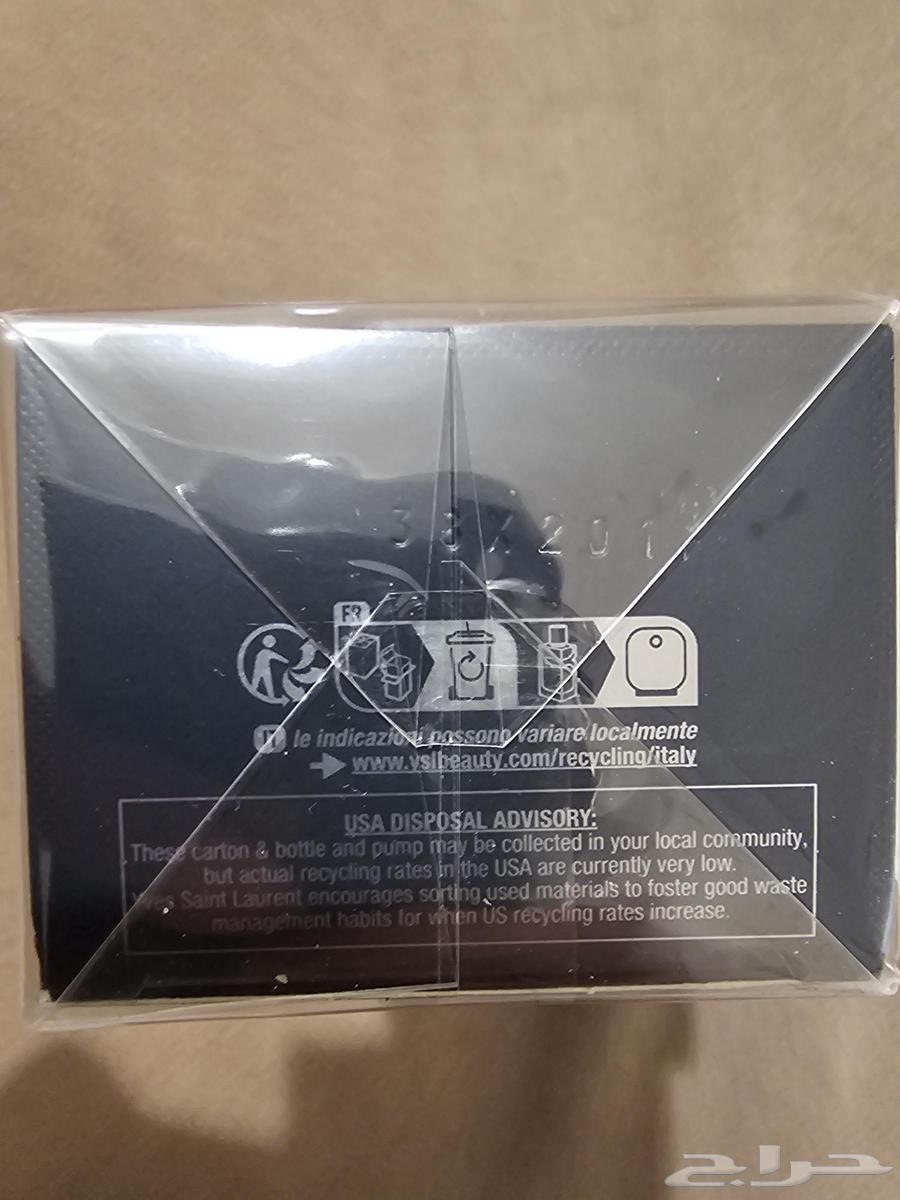 33X201
FR
IT le indicazioni possono variare localmente
www.yslbeauty.com/recycling/italy
USA DISPOSAL ADVISORY:
These carton & bottle and pump may be collected in your local community,
but actual recycling rates in the USA are currently very low.
Yves Saint Laurent encourages sorting used materials to foster good waste
management habits for when US recycling rates increase.
حراج